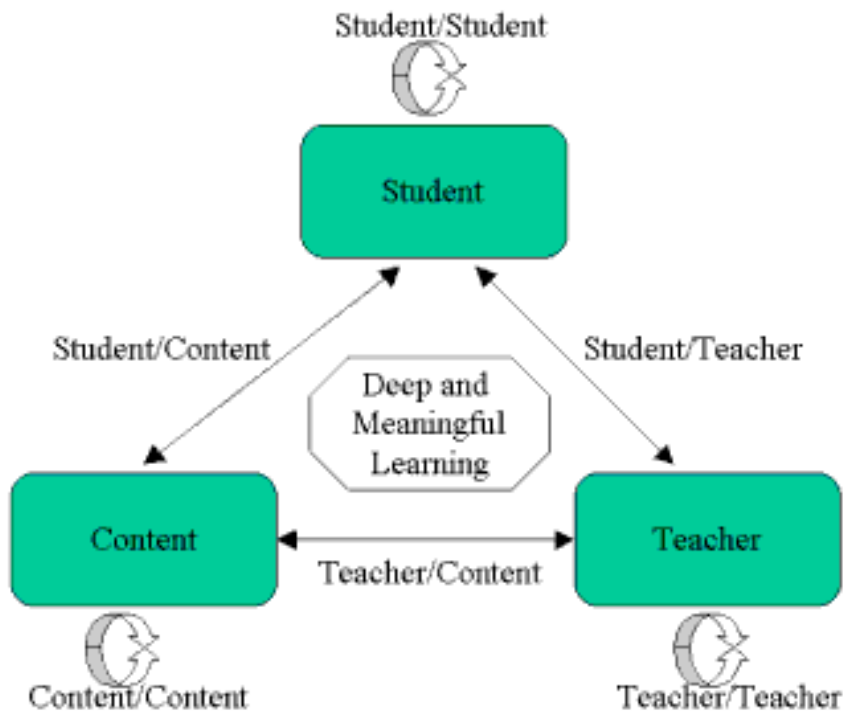 Student/Student
Student
Student/Content
Student/Teacher
Deep and
Meaningful
Learning
Content
Teacher
Teacher/Content
Content/Content
Teacher/Teacher